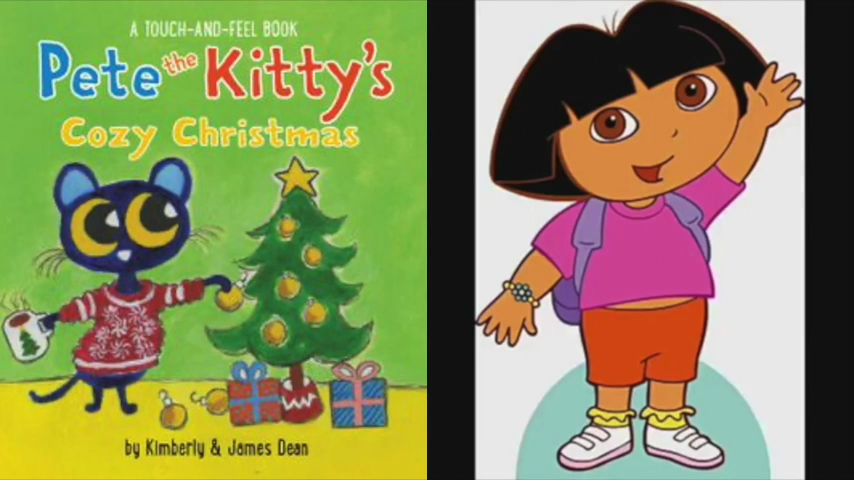 A TOUCH-AND-FEEL BOOK
Pete the Kitty's
Cozy Christmas
by Kimberly & James Dean